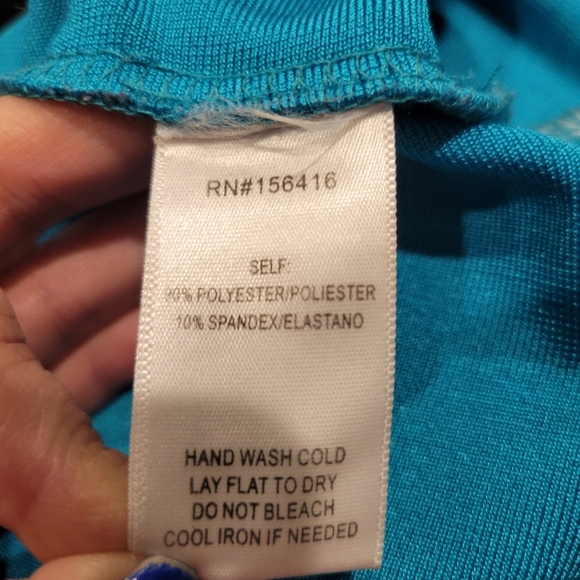 RN#156416
SELF:
90% POLYESTER/POLIESTER
10% SPANDEX/ELASTANO
HAND WASH COLD
LAY FLAT TO DRY
DO NOT BLEACH
COOL IRON IF NEEDED